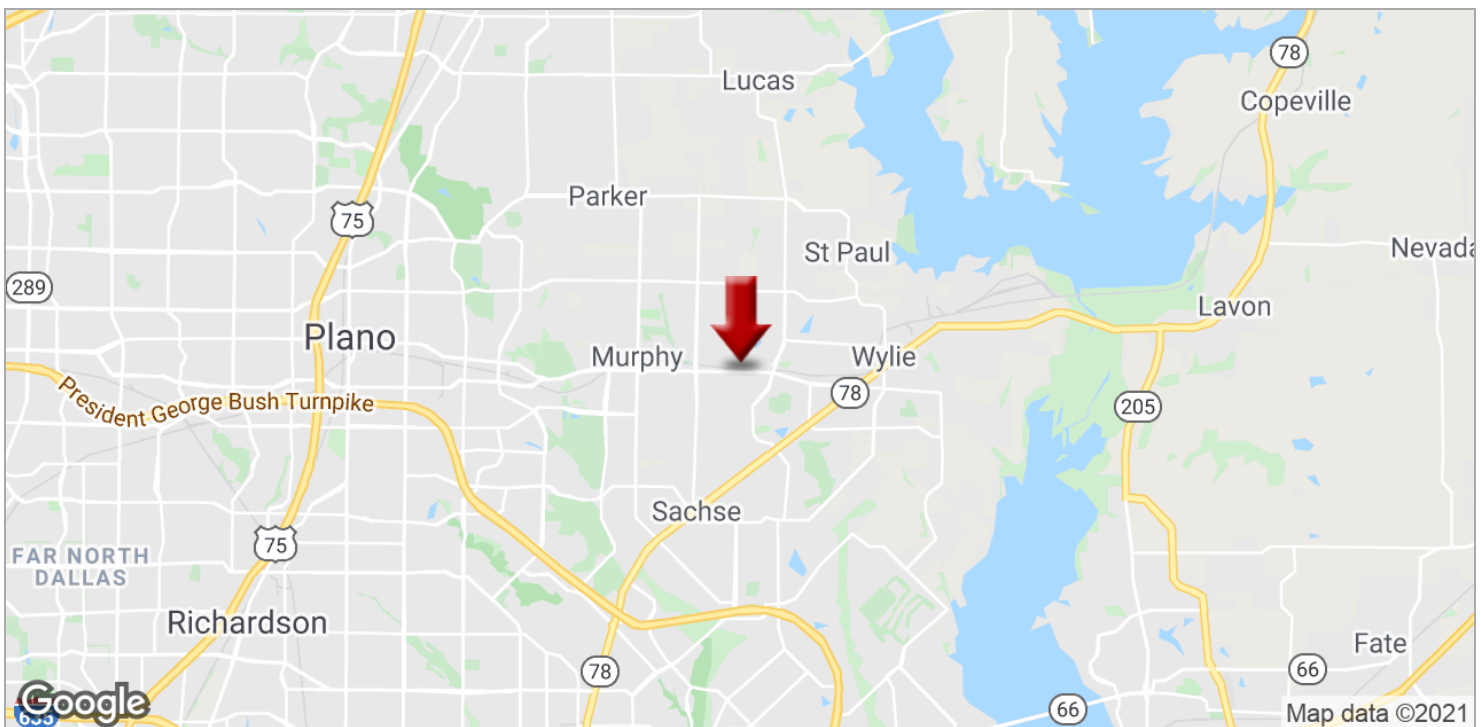 78
Lucas
Copeville
Parker
75
St Paul
Nevada
289
Lavon
Plano
Murphy
Wylie
President George Bush Turnpike
78
205
Sachse
75
FAR NORTH
DALLAS
Richardson
Fate
78
66
Google
635
66
Map data ©2021